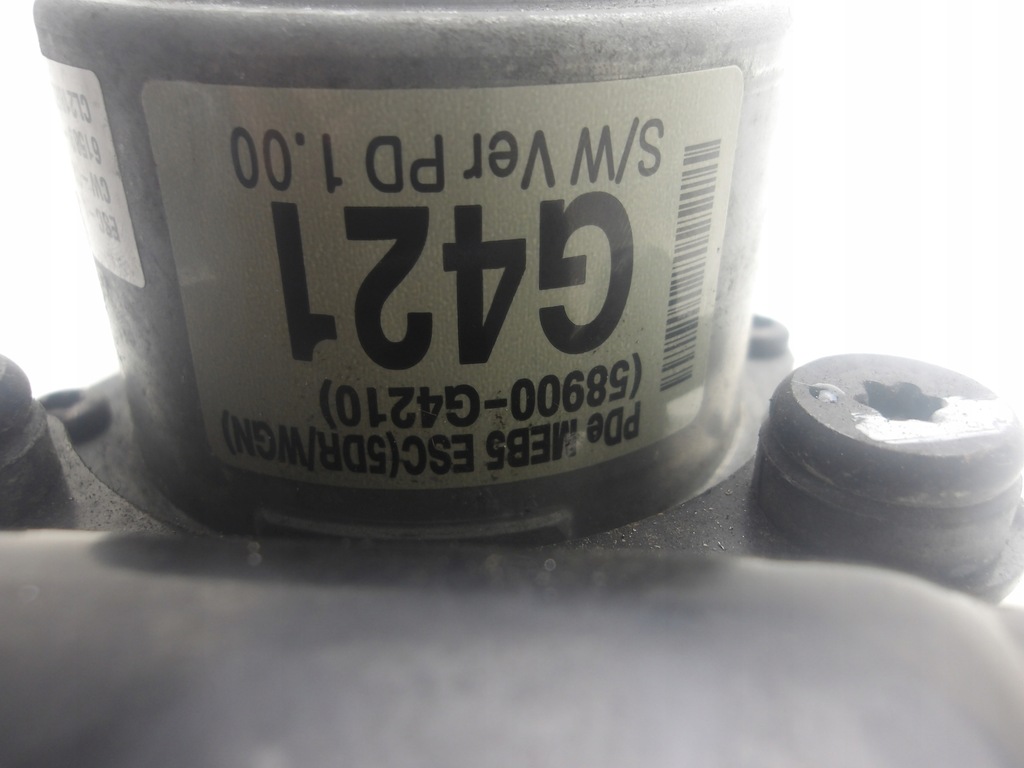 PDe MEB5 ESC(5DR/WGN)
(58900-G4210)
G421
S/W Ver PD 1.00